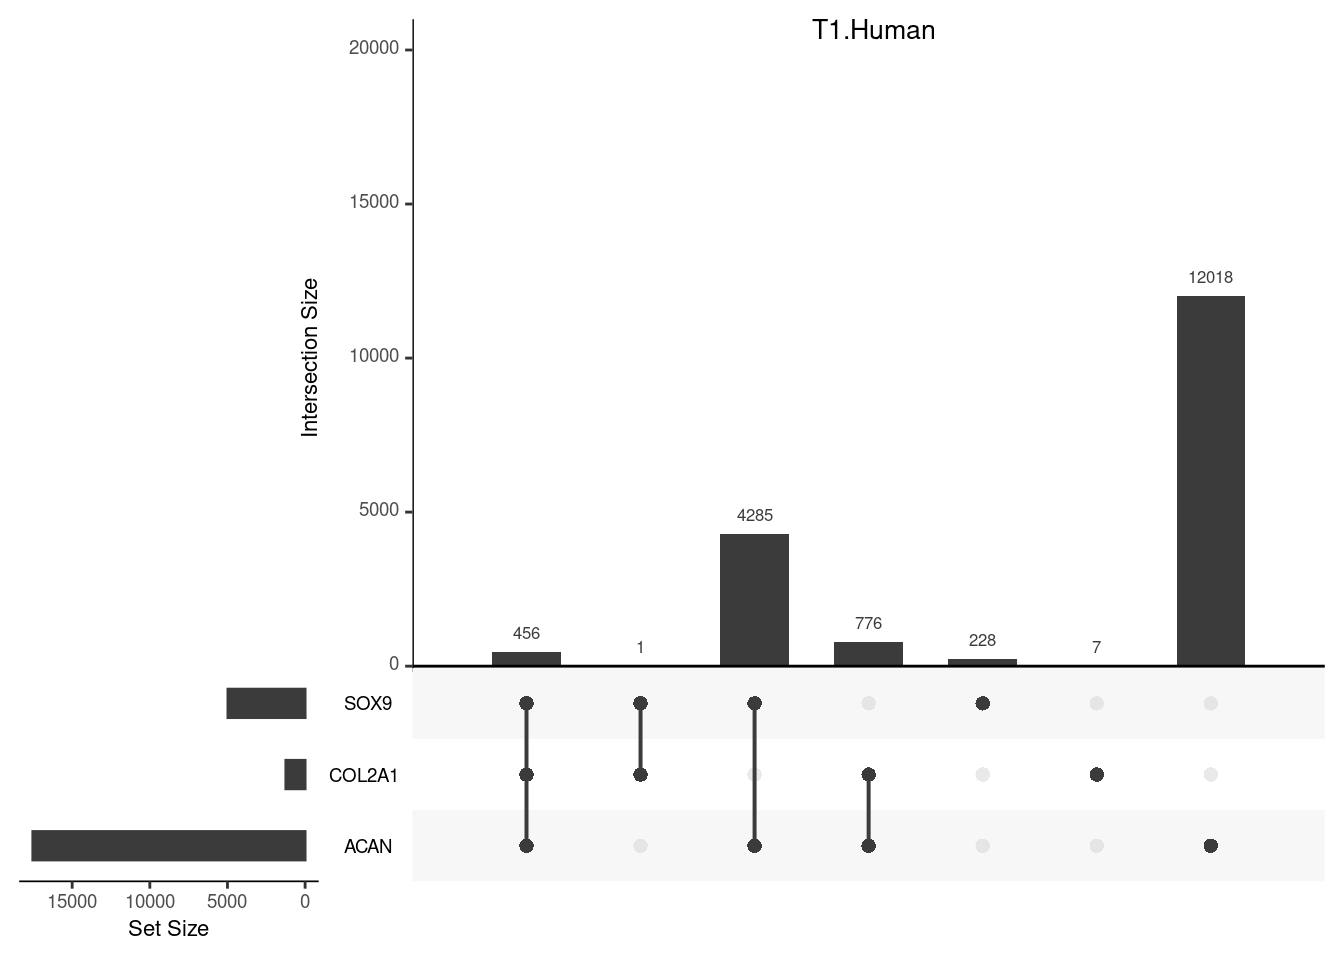 T1.Human
20000
15000
10000
5000
0
Intersection Size
12018
4285
776
456
228
1
7
SOX9
COL2A1
ACAN
15000 10000 5000 0
Set Size